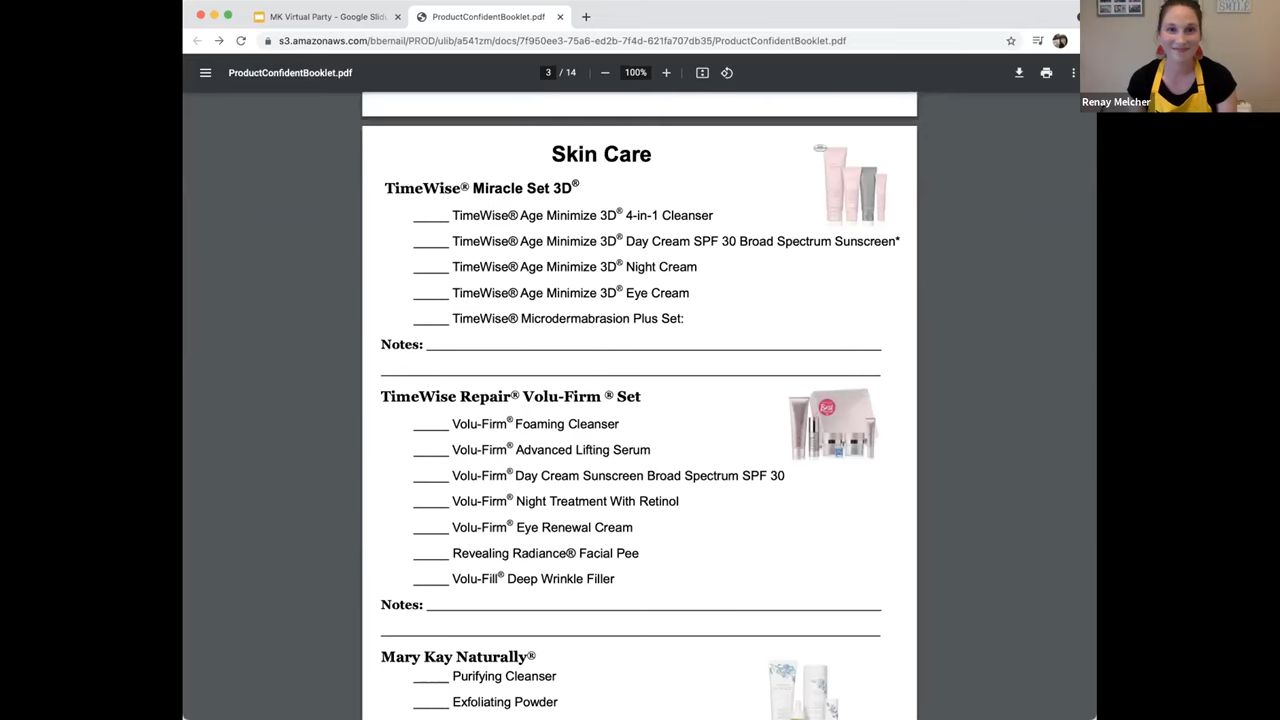 MK Virtual Party - Google Slid
ProductConfidentBooklet.pdf
s3.amazonaws.com/bbemail/PROD/ulib/a541zm/docs/7f950ee3-75a6-ed2b-7f4d-621fa707db35/ProductConfidentBooklet.pdf
ProductConfidentBooklet.pdf
3 / 14
100%
SMILE
Renay Melcher
Skin Care
TimeWise® Miracle Set 3D®
_____ TimeWise® Age Minimize 3D® 4-in-1 Cleanser
_____ TimeWise® Age Minimize 3D® Day Cream SPF 30 Broad Spectrum Sunscreen*
_____ TimeWise® Age Minimize 3D® Night Cream
_____ TimeWise® Age Minimize 3D® Eye Cream
_____ TimeWise® Microdermabrasion Plus Set:
Notes:
TimeWise Repair® Volu-Firm ® Set
_____ Volu-Firm® Foaming Cleanser
_____ Volu-Firm® Advanced Lifting Serum
_____ Volu-Firm® Day Cream Sunscreen Broad Spectrum SPF 30
_____ Volu-Firm® Night Treatment With Retinol
_____ Volu-Firm® Eye Renewal Cream
_____ Revealing Radiance® Facial Pee
_____ Volu-Fill® Deep Wrinkle Filler
Notes:
Mary Kay Naturally®
_____ Purifying Cleanser
_____ Exfoliating Powder